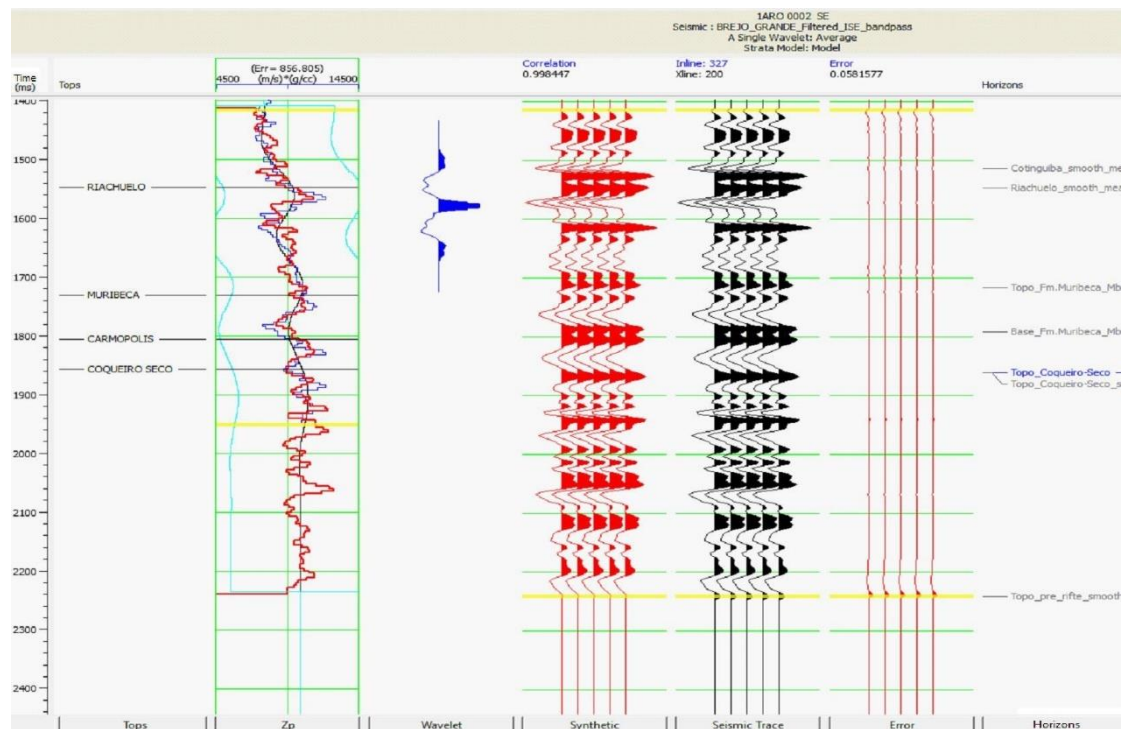 1ARO 0002 SE
Seismic : BREJO_GRANDE_Filtered_ISE_bandpass
A Single Wavelet: Average
Strata Model: Model
(Err= 856.805)
Correlation
Inline: 327
Error
Time
(ms)
Tops
4500 (m/s)*(g/cc) 14500
0.998447
Xline: 200
0.0581577
Horizons
1400
1500
Cotinguiba_smooth_me
RIACHUELO
Riachuelo_smooth_mea
1600
1700
MURIBECA
Topo_Fm.Muribeca_Mb
1800
Base_Fm.Muribeca_Mb
CARMOPOLIS
COQUEIRO SECO
Topo_Coqueiro-Seco
Topo_Coqueiro-Seco_s
1900
2000
2100
2200
Topo_pre_rifte_smooth
2300
2400
Tops
Zp
Wavelet
Synthetic
Seismic Trace
Error
Horizons